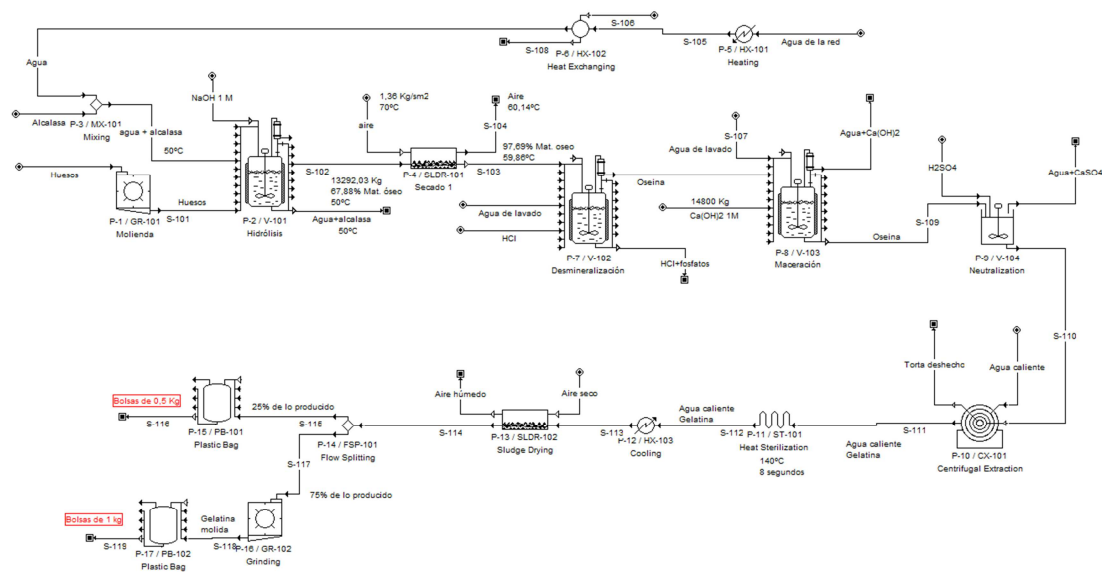 S-106
S-105
Agua de la red
S-108
P-5 / HX-101
Heating
P-6 / HX-102
Heat Exchanging
Agua
NaOH 1 M
Alcalasa
P-3 / MX-101
Mixing
agua + alcalasa
50ºC
1,36 Kg/sm2
70ºC
aire
Aire
60,14ºC
S-104
S-102
P-4 / SLDR-101
Secado 1
97,69% Mat. oseo
59,86ºC
S-103
13292,03 Kg
67,88% Mat. óseo
50ºC
Huesos
Huesos
P-1 / GR-101
Molienda
S-101
P-2 / V-101
Hidrólisis
Agua+alcalasa
50ºC
Agua de lavado
HCl
Oseina
P-7 / V-102
Desmineralización
HCl+fosfatos
S-107
Agua de lavado
14800 Kg
Ca(OH)2 1M
Agua+Ca(OH)2
P-8 / V-103
Maceración
Oseina
S-109
H2SO4
Agua+CaSO4
P-9 / V-104
Neutralization
S-110
Torta deshecho
Agua caliente
S-111
P-10 / CX-101
Centrifugal Extraction
Agua caliente
Gelatina
P-11 / ST-101
Heat Sterilization
140ºC
8 segundos
Agua caliente
Gelatina
S-112
P-12 / HX-103
Cooling
S-113
Aire húmedo
Aire seco
P-13 / SLDR-102
Sludge Drying
S-114
P-14 / FSP-101
Flow Splitting
25% de lo producido
S-115
Bolsas de 0,5 Kg
S-116
P-15 / PB-101
Plastic Bag
S-117
75% de lo producido
Bolsas de 1 kg
Gelatina
molida
S-119
S-118
P-17 / PB-102
Plastic Bag
P-16 / GR-102
Grinding